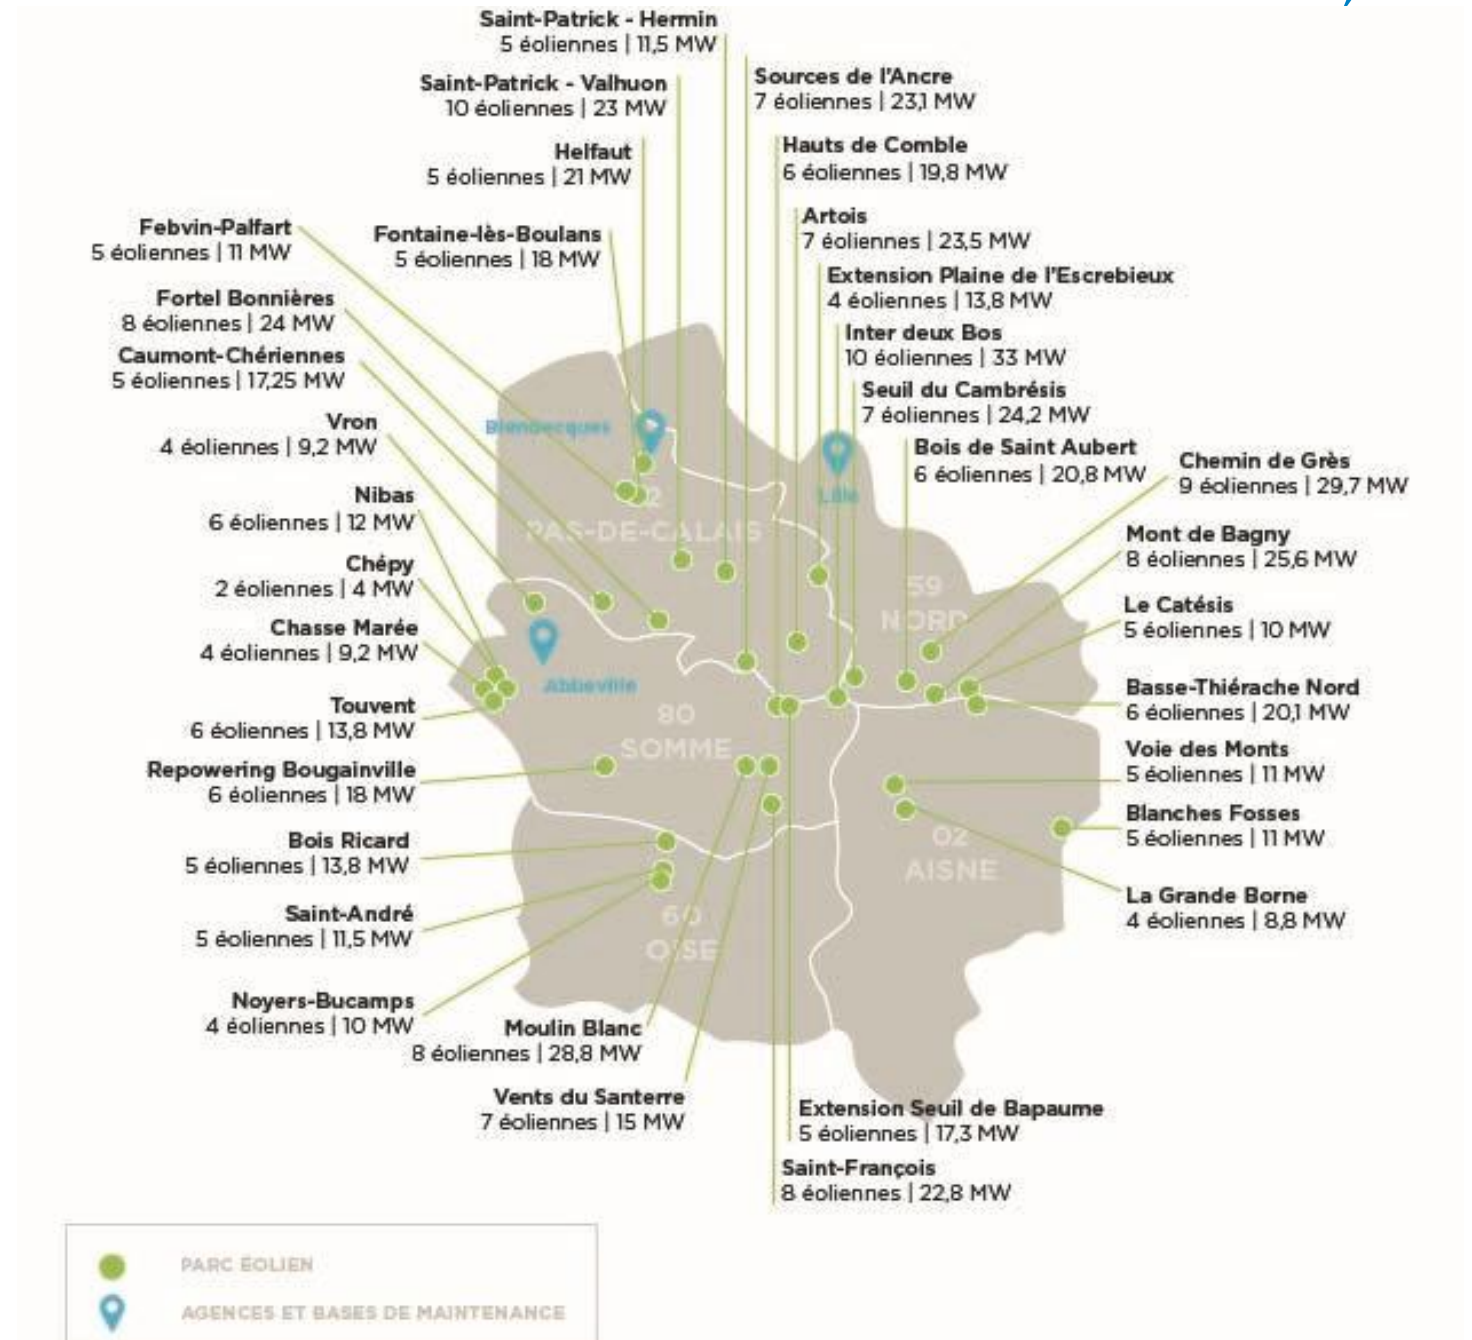 Saint-Patrick - Hermin
5 éoliennes | 11,5 MW
Sources de l'Ancre
7 éoliennes | 23,1 MW
Saint-Patrick - Valhuon
10 éoliennes | 23 MW
Hauts de Comble
6 éoliennes | 19,8 MW
Helfaut
5 éoliennes | 21 MW
Artois
7 éoliennes | 23,5 MW
Febvin-Palfart
5 éoliennes | 11 MW
Fontaine-lès-Boulans
5 éoliennes | 18 MW
Extension Plaine de l'Escrebieux
4 éoliennes | 13,8 MW
Fortel Bonnières
8 éoliennes | 24 MW
Inter deux Bos
10 éoliennes | 33 MW
Caumont-Chériennes
5 éoliennes | 17,25 MW
Seuil du Cambrésis
7 éoliennes | 24,2 MW
Vron
4 éoliennes | 9,2 MW
Blendecques
Bois de Saint Aubert
6 éoliennes | 20,8 MW
Chemin de Grès
9 éoliennes | 29,7 MW
Lille
Nibas
6 éoliennes | 12 MW
PAS-DE-CALAIS
Mont de Bagny
8 éoliennes | 25,6 MW
Chépy
2 éoliennes | 4 MW
59
NORD
Le Catésis
5 éoliennes | 10 MW
Chasse Marée
4 éoliennes | 9,2 MW
Abbeville
Basse-Thiérache Nord
6 éoliennes | 20,1 MW
Touvent
6 éoliennes | 13,8 MW
80
SOMME
Voie des Monts
5 éoliennes | 11 MW
Repowering Bougainville
6 éoliennes | 18 MW
Blanches Fosses
5 éoliennes | 11 MW
Bois Ricard
5 éoliennes | 13,8 MW
02
AISNE
La Grande Borne
4 éoliennes | 8,8 MW
Saint-André
5 éoliennes | 11,5 MW
60
OISE
Noyers-Bucamps
4 éoliennes | 10 MW
Moulin Blanc
8 éoliennes | 28,8 MW
Vents du Santerre
7 éoliennes | 15 MW
Extension Seuil de Bapaume
5 éoliennes | 17,3 MW
Saint-François
8 éoliennes | 22,8 MW
PARC ÉOLIEN
AGENCES ET BASES DE MAINTENANCE